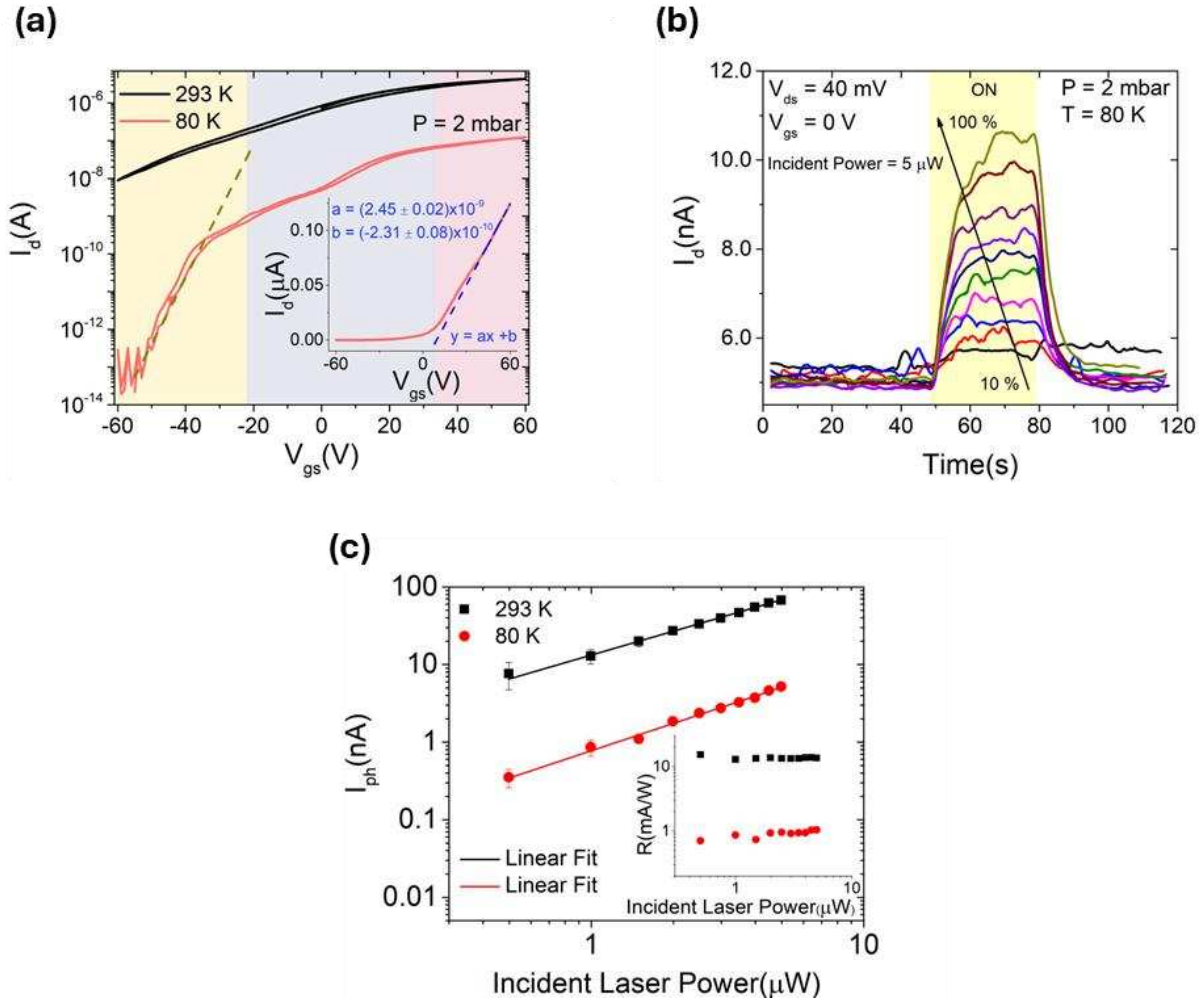 (a)
293 K
80 K
P = 2 mbar
a = (2.45 ± 0.02)x10⁻⁹
b = (-2.31 ± 0.08)x10⁻¹⁰
y = ax +b
0.10
0.05
0.00
I_d(μA)
-60 0 60
V_gs(V)
10⁻⁶
10⁻⁸
10⁻¹⁰
10⁻¹²
10⁻¹⁴
I_d(A)
-60 -40 -20 0 20 40 60
V_gs(V)
(b)
V_ds = 40 mV
V_gs = 0 V
Incident Power = 5 μW
ON
100 %
10 %
P = 2 mbar
T = 80 K
12.0
10.0
8.0
6.0
I_d(nA)
0 20 40 60 80 100 120
Time(s)
(c)
293 K
80 K
Linear Fit
Linear Fit
100
10
1
0.1
0.01
I_ph(nA)
1 10
Incident Laser Power(μW)
10
1
R(mA/W)
1 10
Incident Laser Power(μW)